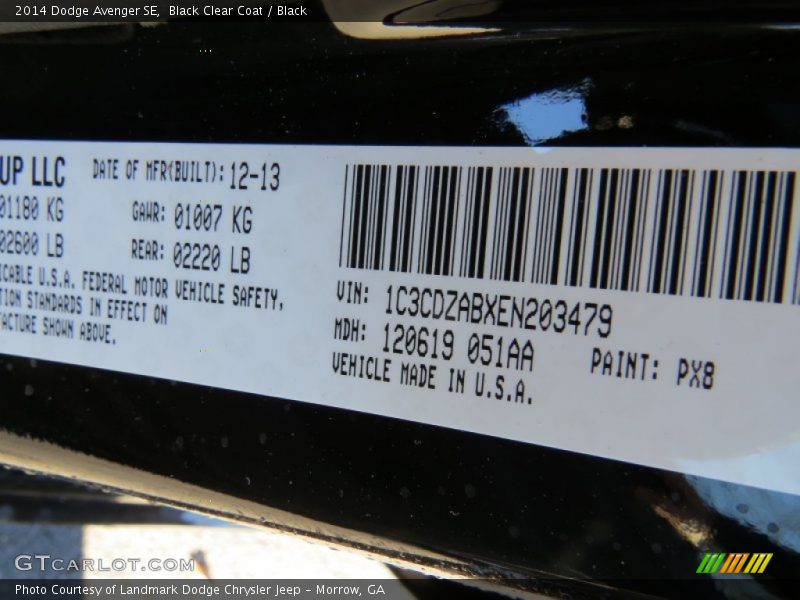 2014 Dodge Avenger SE,  Black Clear Coat / Black
UP LLC
DATE OF MFR(BUILT): 12-13
01180 KG
GAWR: 01007 KG
02600 LB
REAR: 02220 LB
ICABLE U.S.A. FEDERAL MOTOR VEHICLE SAFETY,
TION STANDARDS IN EFFECT ON
FACTURE SHOWN ABOVE.
VIN: 1C3CDZABXEN203479
MDH: 120619 051AA
PAINT: PX8
VEHICLE MADE IN U.S.A.
GTCARLOT.COM
Photo Courtesy of Landmark Dodge Chrysler Jeep – Morrow, GA